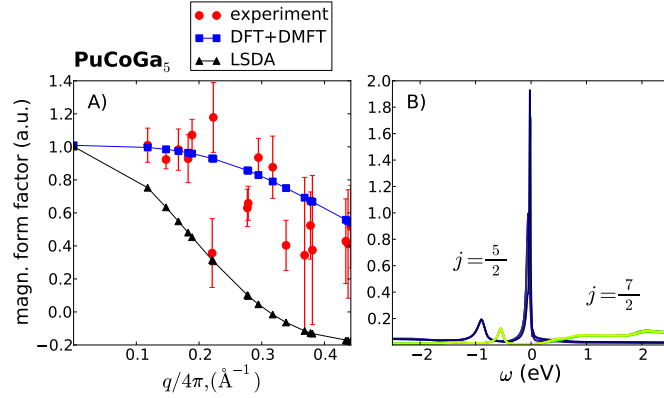 experiment
DFT+DMFT
LSDA
PuCoGa₅
A)
magn. form factor (a.u.)
1.4
1.2
1.0
0.8
0.6
0.4
0.2
0.0
−0.2
0.1 0.2 0.3 0.4
q/4π,(Å⁻¹)
B)
2.0
1.8
1.6
1.4
1.2
1.0
0.8
0.6
0.4
0.2
j=5/2
j=7/2
−2 −1 0 1 2
ω (eV)